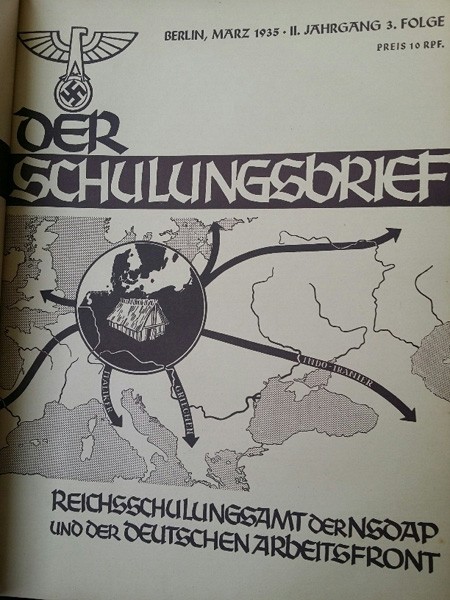 BERLIN, MÄRZ 1935 · II. JAHRGANG 3. FOLGE
PREIS 10 RPF.
DER
SCHULUNGSBRIEF
INDO-IRANIER
ITALIKER
GRIECHEN
REICHSSCHULUNGSAMT DER NSDAP
UND DER DEUTSCHEN ARBEITSFRONT